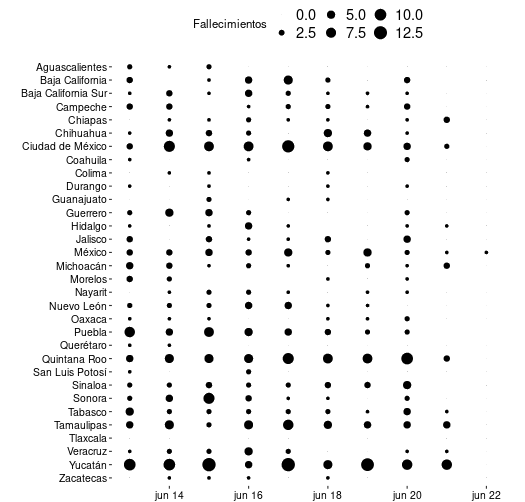 Fallecimientos
0.0 5.0 10.0
2.5 7.5 12.5
Aguascalientes
Baja California
Baja California Sur
Campeche
Chiapas
Chihuahua
Ciudad de México
Coahuila
Colima
Durango
Guanajuato
Guerrero
Hidalgo
Jalisco
México
Michoacán
Morelos
Nayarit
Nuevo León
Oaxaca
Puebla
Querétaro
Quintana Roo
San Luis Potosí
Sinaloa
Sonora
Tabasco
Tamaulipas
Tlaxcala
Veracruz
Yucatán
Zacatecas
jun 14 jun 16 jun 18 jun 20 jun 22